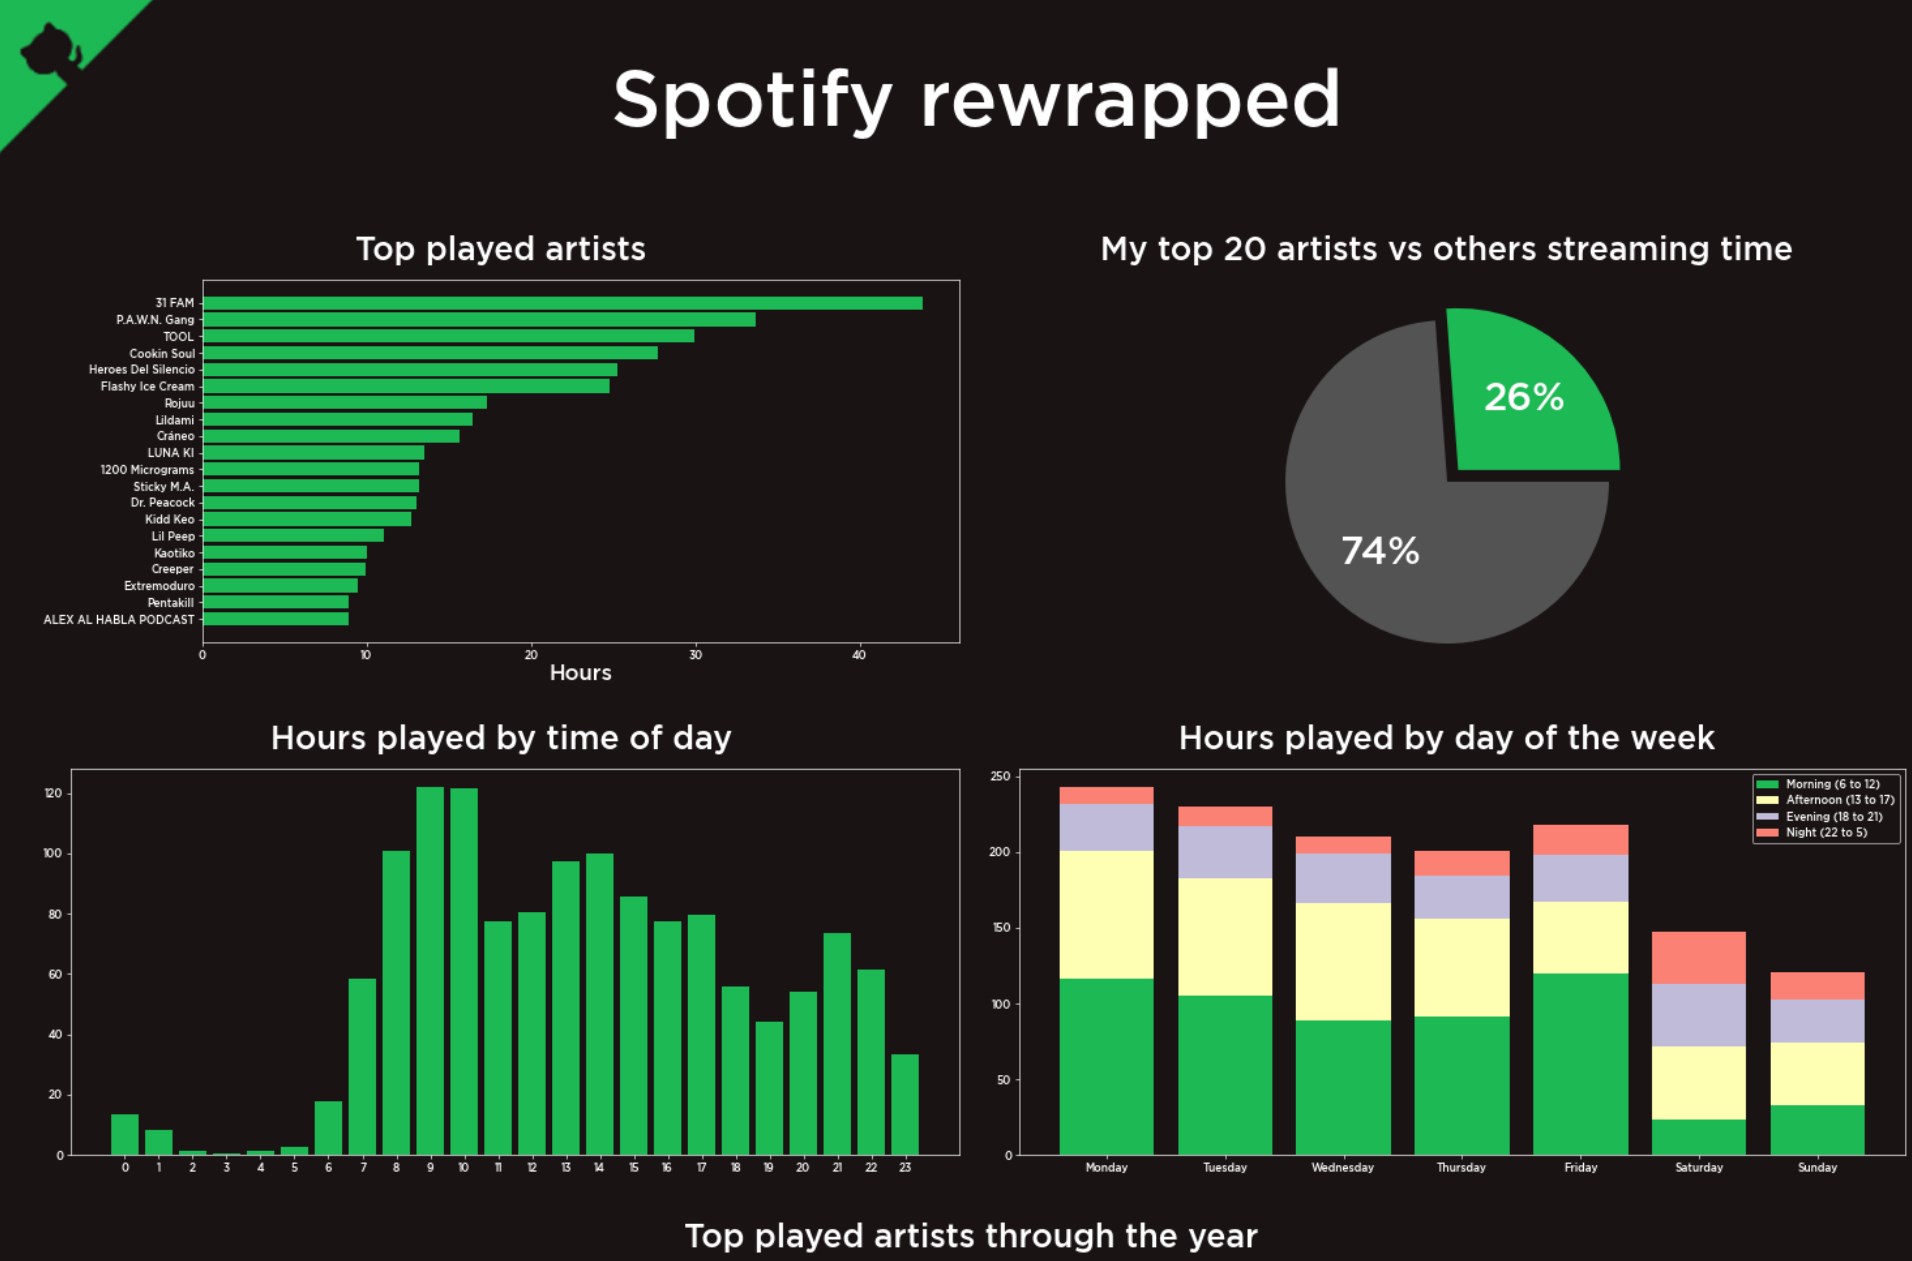 Spotify rewrapped
Top played artists
31 FAM
P.A.W.N. Gang
TOOL
Cookin Soul
Heroes Del Silencio
Flashy Ice Cream
Rojuu
Lildami
Cráneo
LUNA KI
1200 Micrograms
Sticky M.A.
Dr. Peacock
Kidd Keo
Lil Peep
Kaotiko
Creeper
Extremoduro
Pentakill
ALEX AL HABLA PODCAST
0 10 20 30 40
Hours
My top 20 artists vs others streaming time
26%
74%
Hours played by time of day
120
100
80
60
40
20
0
0 1 2 3 4 5 6 7 8 9 10 11 12 13 14 15 16 17 18 19 20 21 22 23
Hours played by day of the week
250
200
150
100
50
0
Morning (6 to 12)
Afternoon (13 to 17)
Evening (18 to 21)
Night (22 to 5)
Monday Tuesday Wednesday Thursday Friday Saturday Sunday
Top played artists through the year